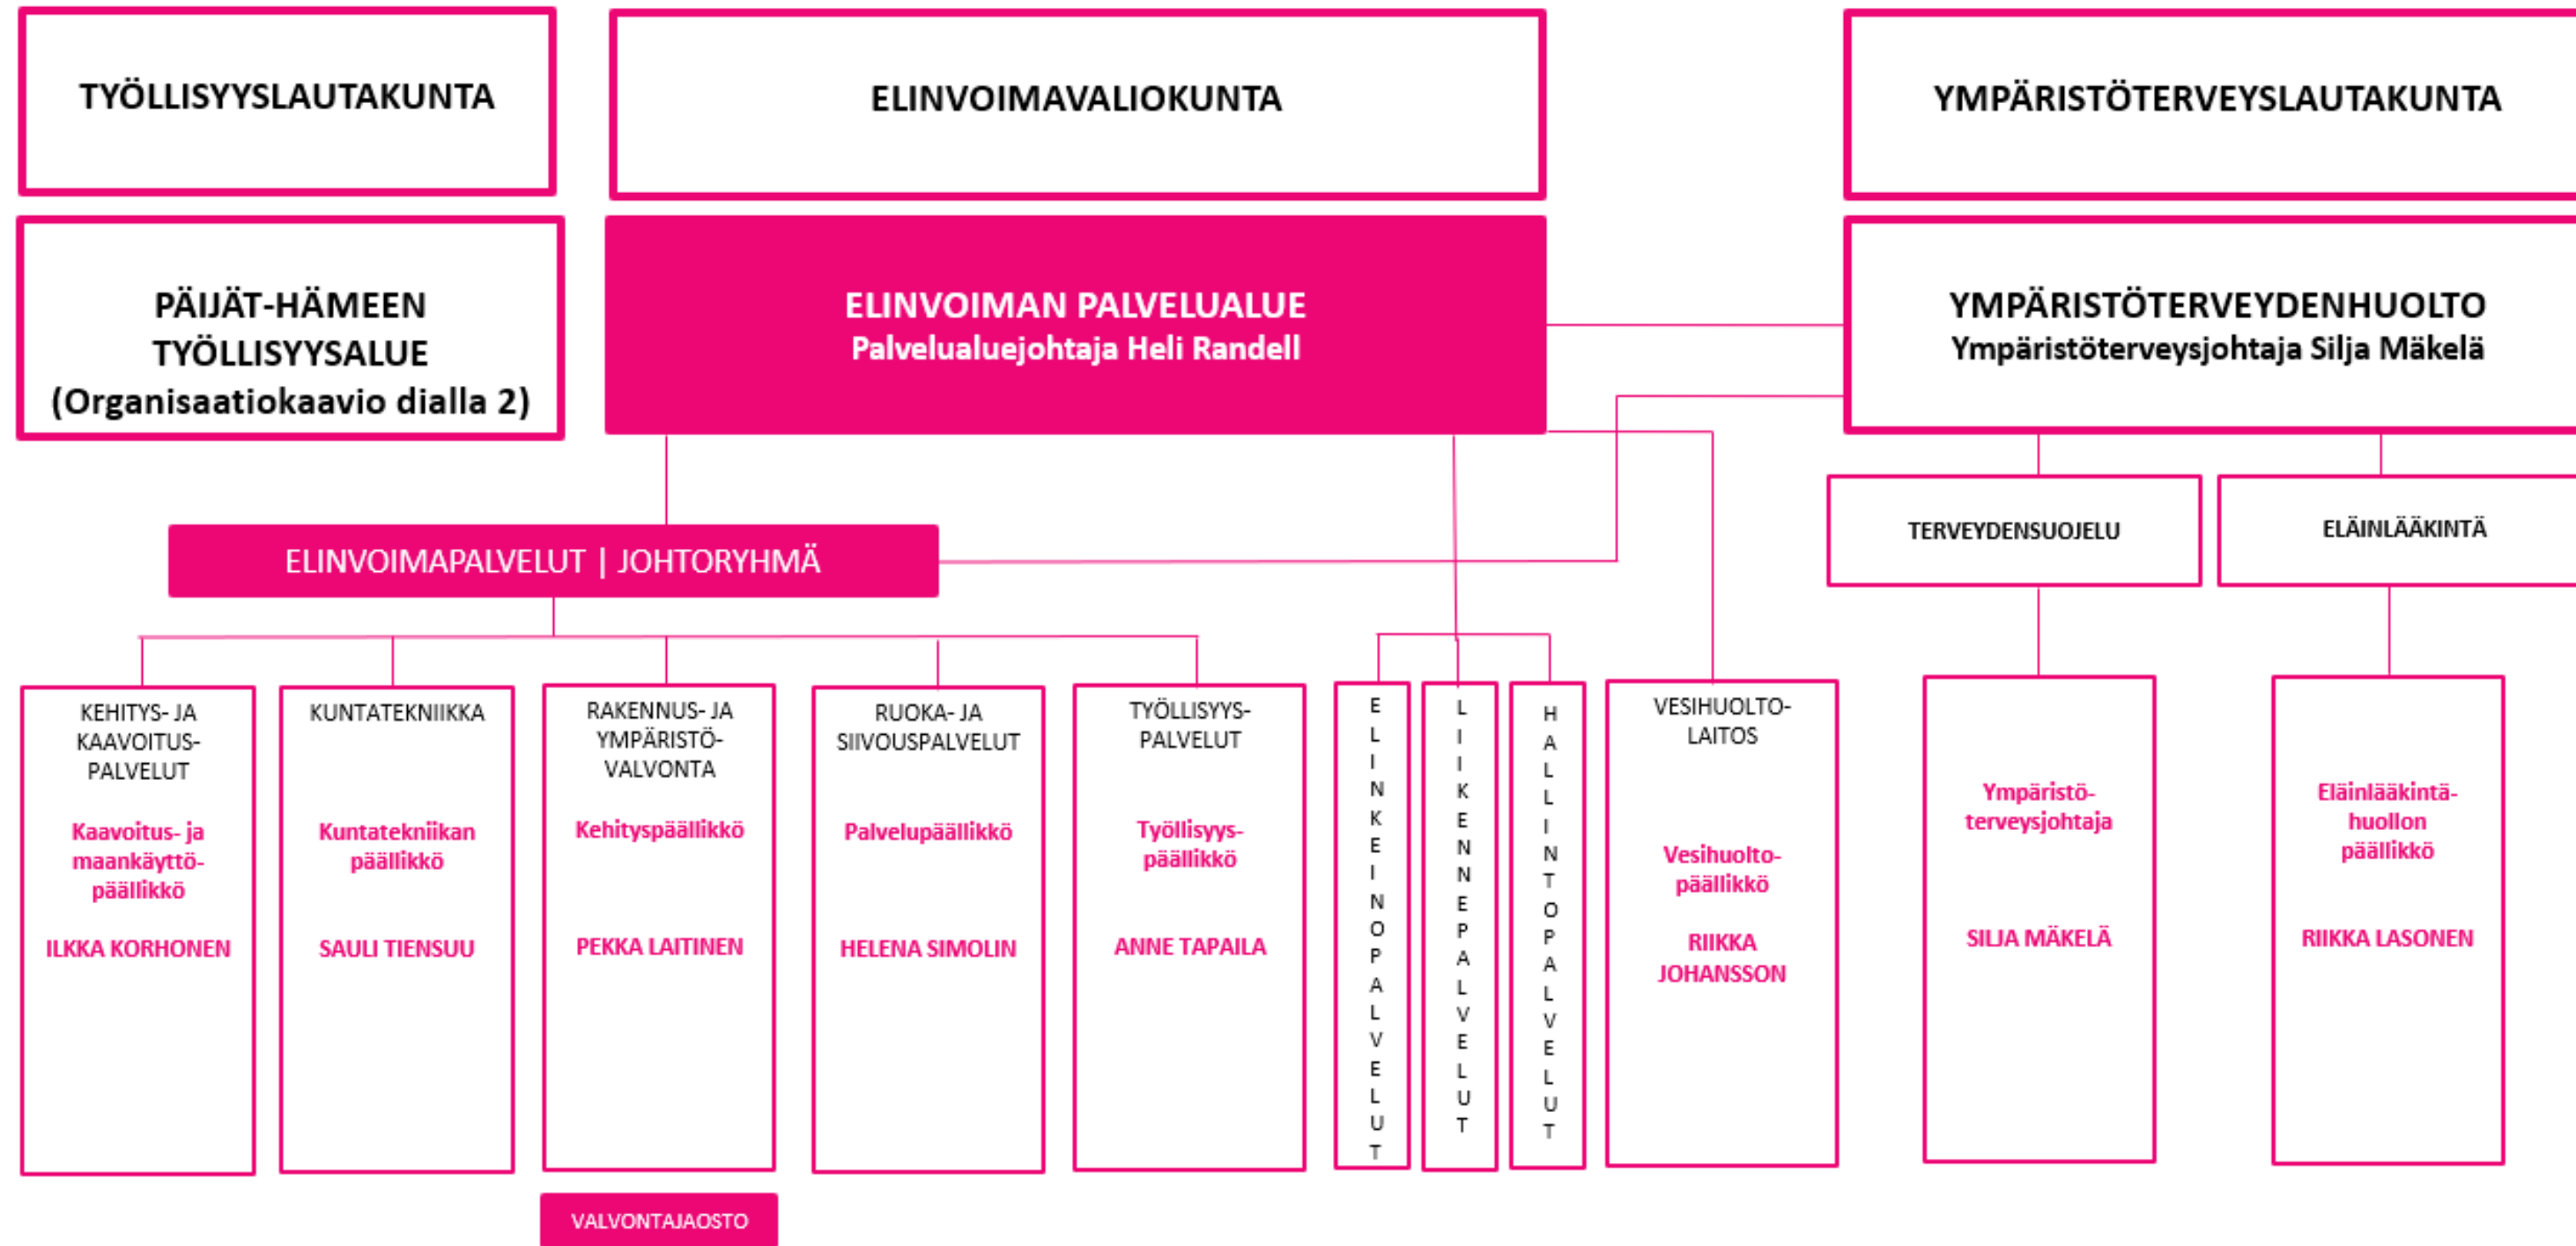 TYÖLLISYYSLAUTAKUNTA
ELINVOIMAVALIOKUNTA
YMPÄRISTÖTERVEYSLAUTAKUNTA
PÄIJÄT-HÄMEEN
TYÖLLISYYSALUE
(Organisaatiokaavio dialla 2)
ELINVOIMAN PALVELUALUE
Palvelualuejohtaja Heli Randell
YMPÄRISTÖTERVEYDENHUOLTO
Ympäristöterveysjohtaja Silja Mäkelä
TERVEYDENSUOJELU
ELÄINLÄÄKINTÄ
ELINVOIMAPALVELUT | JOHTORYHMÄ
KEHITYS- JA
KAAVOITUS-
PALVELUT
Kaavoitus- ja
maankäyttö-
päällikkö
ILKKA KORHONEN
KUNTATEKNIIKKA
Kuntatekniikan
päällikkö
SAULI TIENSUU
RAKENNUS- JA
YMPÄRISTÖ-
VALVONTA
Kehityspäällikkö
PEKKA LAITINEN
RUOKA- JA
SIIVOUSPALVELUT
Palvelupäällikkö
HELENA SIMOLIN
TYÖLLISYYS-
PALVELUT
Työllisyys-
päällikkö
ANNE TAPAILA
ELINKEINOPALVELUT
LIIKENNEPALVELUT
HALLINTOPALVELUT
VESIHUOLTO-
LAITOS
Vesihuolto-
päällikkö
RIIKKA
JOHANSSON
Ympäristö-
terveysjohtaja
SILJA MÄKELÄ
Eläinlääkintä-
huollon
päällikkö
RIIKKA LASONEN
VALVONTAJAOSTO